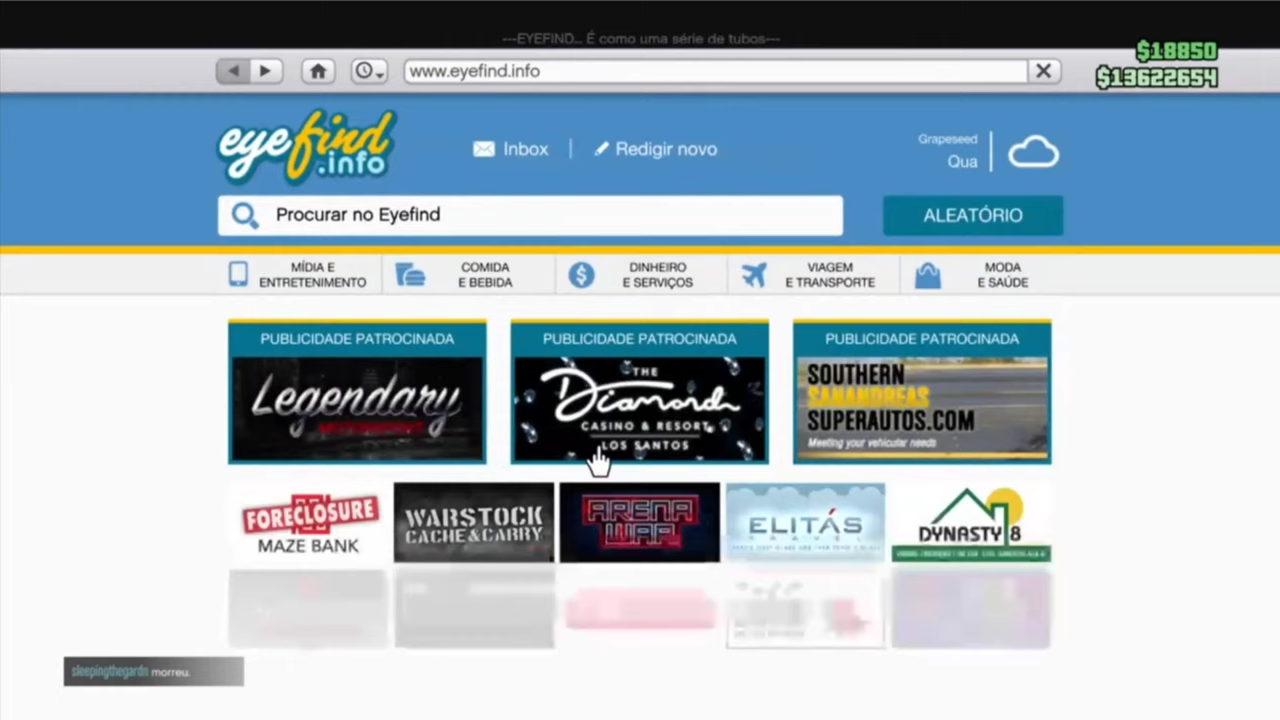 ---EYEFIND... É como uma série de tubos---
$18850
$13622654
www.eyefind.info
eyefind
.info
Inbox
Redigir novo
Grapeseed
Qua
Procurar no Eyefind
ALEATÓRIO
MÍDIA E
ENTRETENIMENTO
COMIDA
E BEBIDA
DINHEIRO
E SERVIÇOS
VIAGEM
E TRANSPORTE
MODA
E SAÚDE
PUBLICIDADE PATROCINADA
Legendary
PUBLICIDADE PATROCINADA
THE
Diamond
CASINO & RESORT
LOS SANTOS
PUBLICIDADE PATROCINADA
SOUTHERN
SANANDREAS
SUPERAUTOS.COM
Meeting your vehicular needs
FORECLOSURE
MAZE BANK
WARSTOCK
CACHE & CARRY
ARENA
WAR
ELITÁS
TRAVEL
DYNASTY 8
sleepingthegardn morreu.